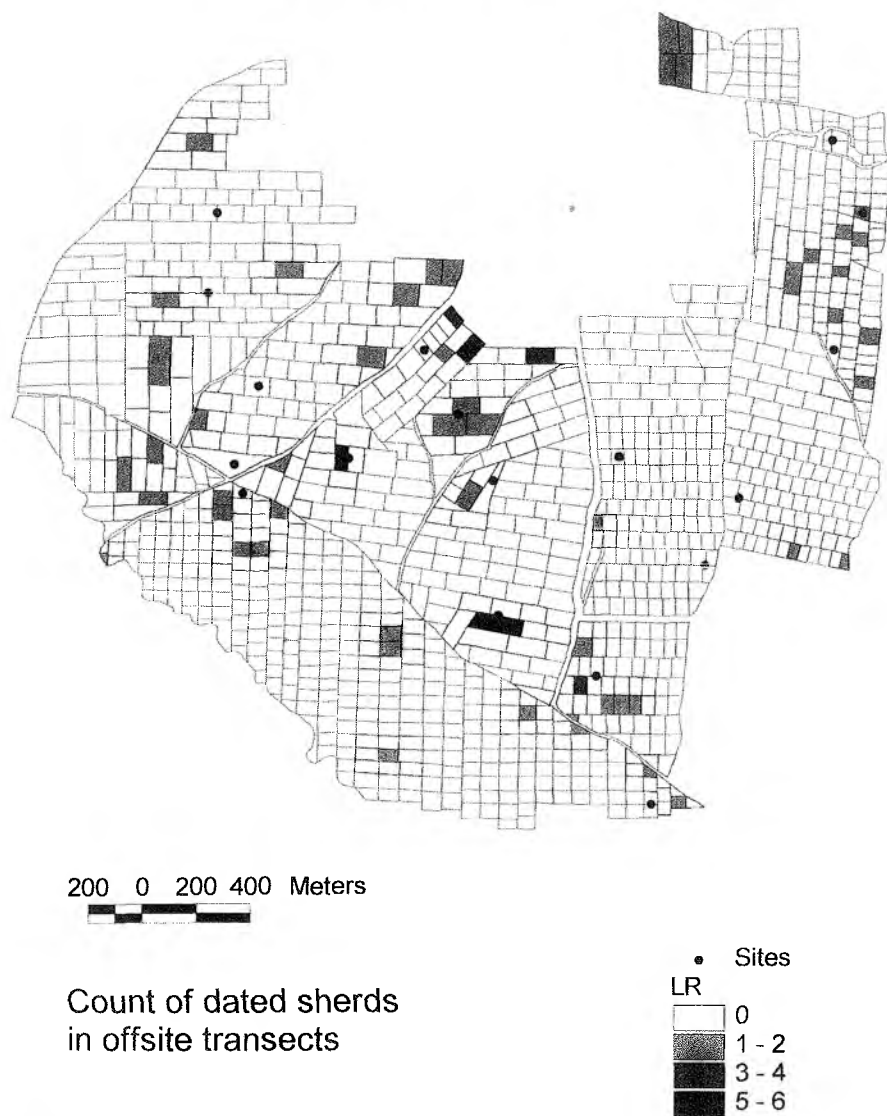 200 0 200 400 Meters
Count of dated sherds
in offsite transects
Sites
LR
0
1 - 2
3 - 4
5 - 6